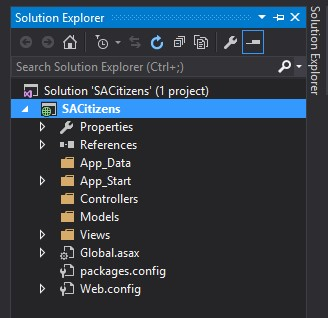 Solution Explorer
Search Solution Explorer (Ctrl+;)
Solution 'SACitizens' (1 project)
SACitizens
Properties
References
App_Data
App_Start
Controllers
Models
Views
Global.asax
packages.config
Web.config
Solution Explorer